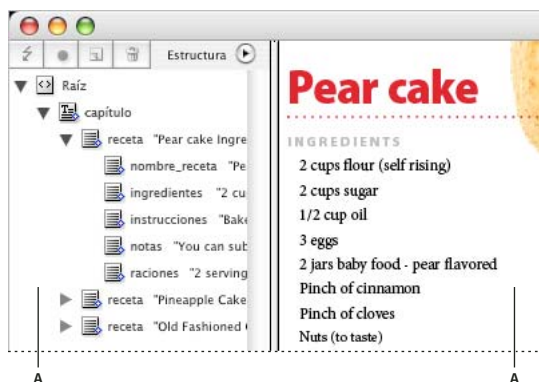 Estructura
Raíz
capítulo
receta "Pear cake Ingre
nombre_receta "Pe
ingredientes "2 cu
instrucciones "Bake
notas "You can sub
raciones "2 serving
receta "Pineapple Cake
receta "Old Fashioned
Pear cake
INGREDIENTS
2 cups flour (self rising)
2 cups sugar
1/2 cup oil
3 eggs
2 jars baby food - pear flavored
Pinch of cinnamon
Pinch of cloves
Nuts (to taste)
A A